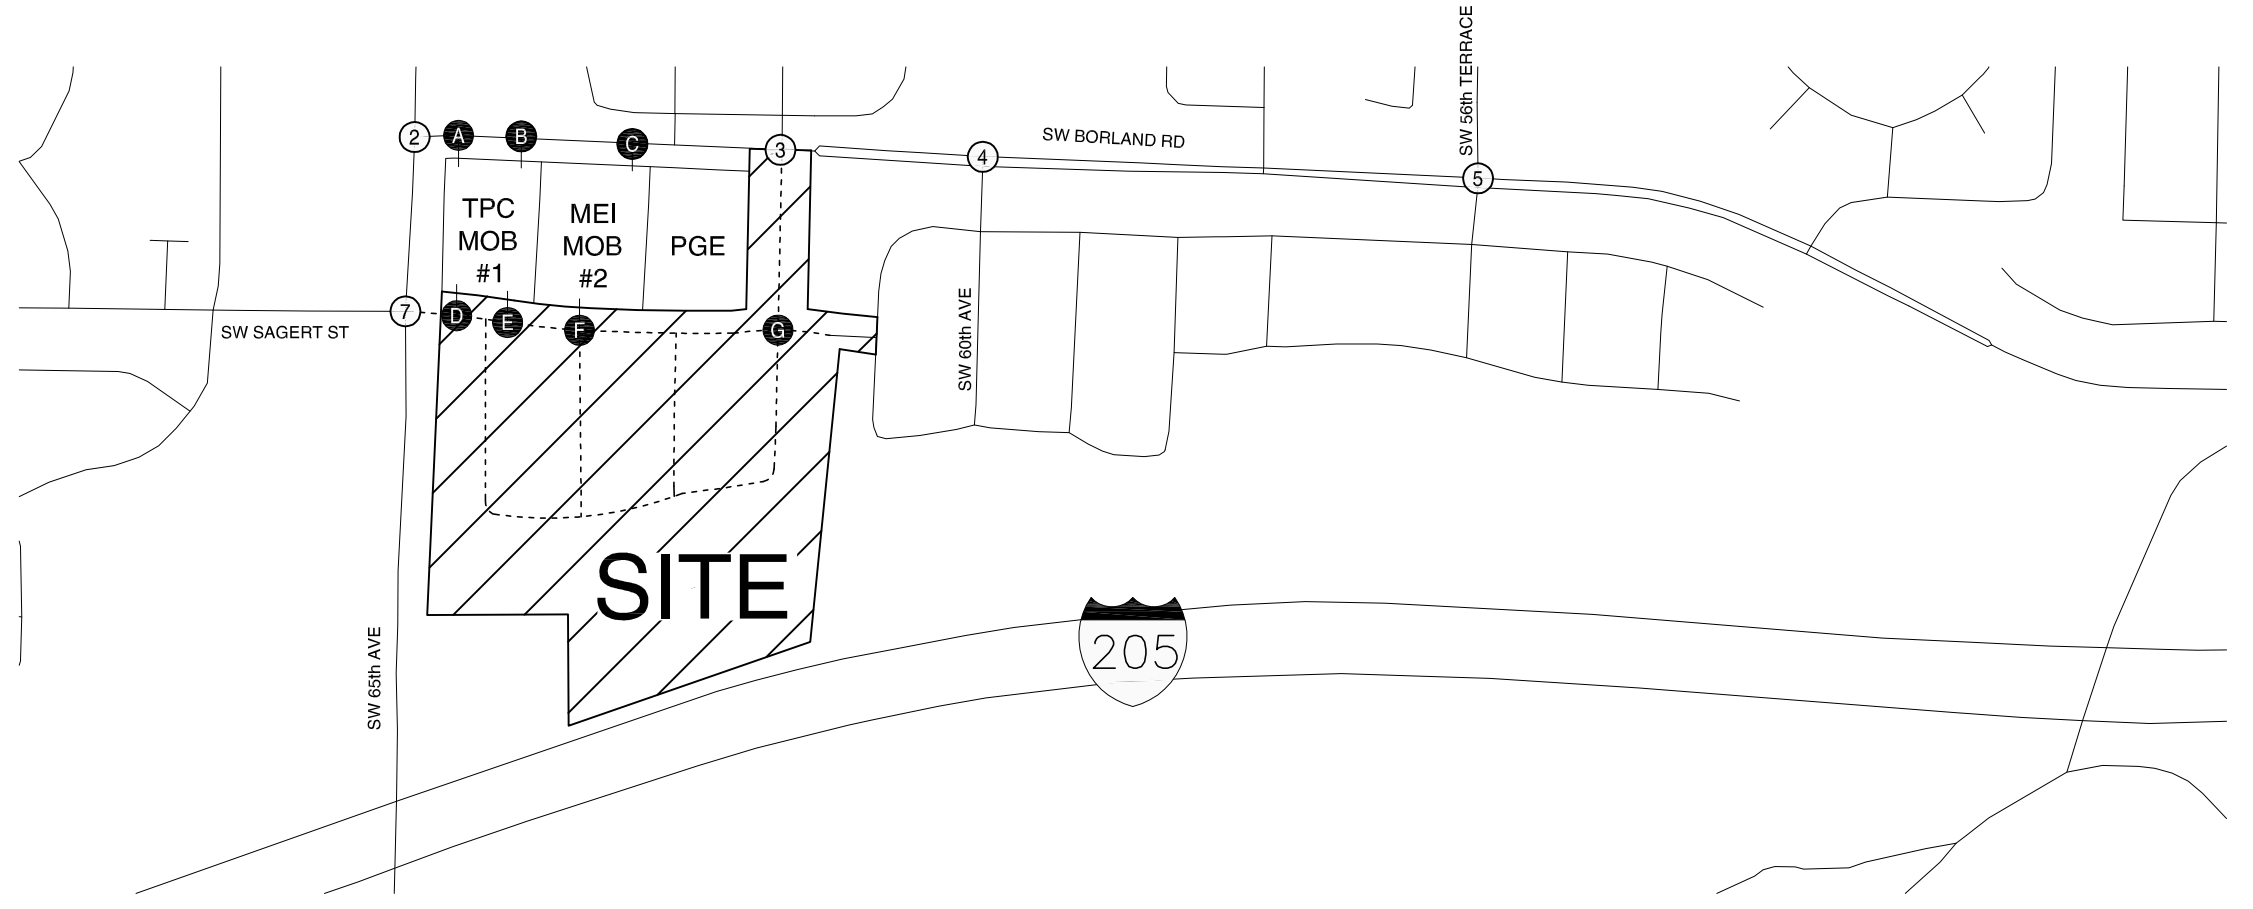 SW 56th TERRACE
SW BORLAND RD
2
A
B
C
3
4
5
TPC
MOB
#1
MEI
MOB
#2
PGE
7
D
E
F
G
SW SAGERT ST
SW 60th AVE
SITE
205
SW 65th AVE